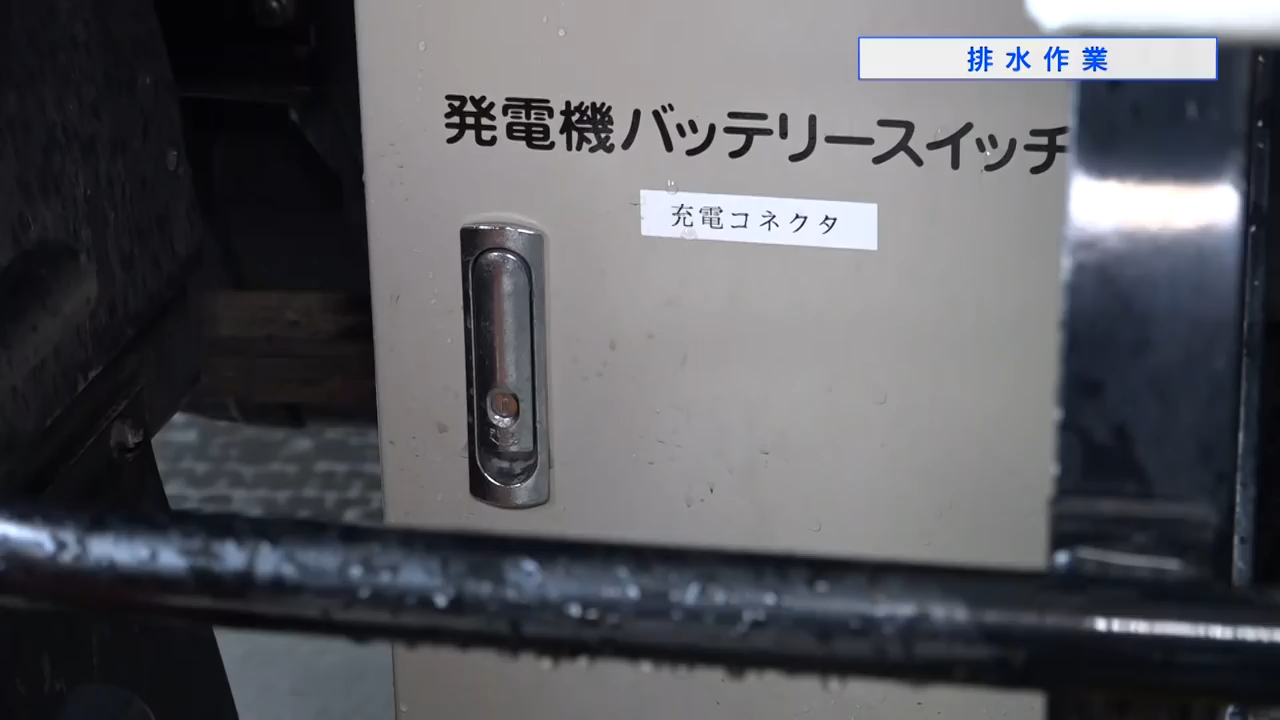 排水作業
発電機バッテリースイッチ
充電コネクタ